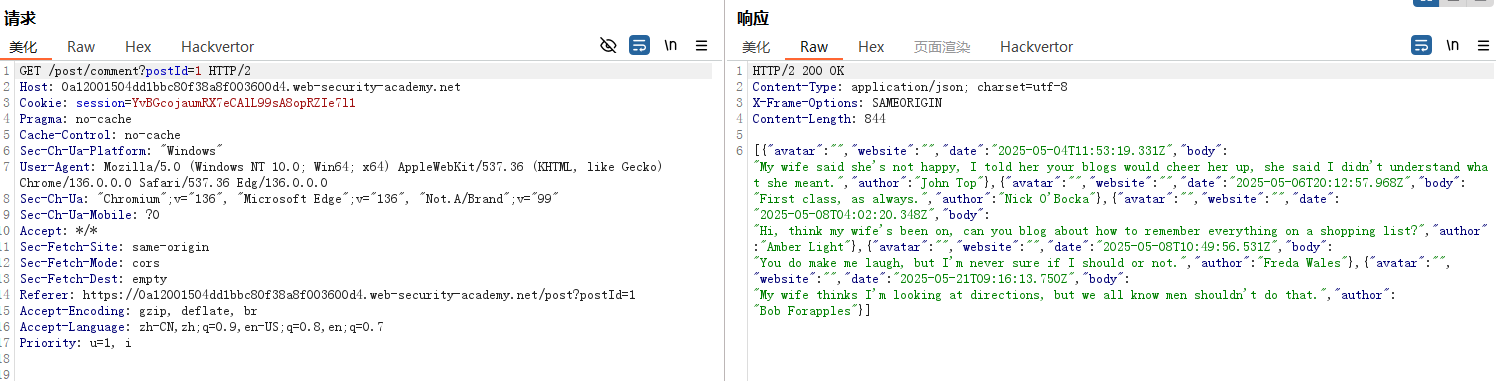 请求
美化 Raw Hex Hackvertor
\n
1 GET /post/comment?postId=1 HTTP/2
2 Host: 0a12001504dd1bbc80f38a8f003600d4.web-security-academy.net
3 Cookie: session=YvBGcojaumRX7eCAlL99sA8opRZIe7l1
4 Pragma: no-cache
5 Cache-Control: no-cache
6 Sec-Ch-Ua-Platform: "Windows"
7 User-Agent: Mozilla/5.0 (Windows NT 10.0; Win64; x64) AppleWebKit/537.36 (KHTML, like Gecko)
Chrome/136.0.0.0 Safari/537.36 Edg/136.0.0.0
8 Sec-Ch-Ua: "Chromium";v="136", "Microsoft Edge";v="136", "Not.A/Brand";v="99"
9 Sec-Ch-Ua-Mobile: ?0
10 Accept: */*
11 Sec-Fetch-Site: same-origin
12 Sec-Fetch-Mode: cors
13 Sec-Fetch-Dest: empty
14 Referer: https://0a12001504dd1bbc80f38a8f003600d4.web-security-academy.net/post?postId=1
15 Accept-Encoding: gzip, deflate, br
16 Accept-Language: zh-CN,zh;q=0.9,en-US;q=0.8,en;q=0.7
17 Priority: u=1, i
18
19
响应
美化 Raw Hex 页面渲染 Hackvertor
\n
1 HTTP/2 200 OK
2 Content-Type: application/json; charset=utf-8
3 X-Frame-Options: SAMEORIGIN
4 Content-Length: 844
5
6 [{"avatar":"","website":"","date":"2025-05-04T11:53:19.331Z","body":
"My wife said she's not happy, I told her your blogs would cheer her up, she said I didn't understand wha
t she meant.","author":"John Top"},{"avatar":"","website":"","date":"2025-05-06T20:12:57.968Z","body":
"First class, as always.","author":"Nick O'Bocka"},{"avatar":"","website":"","date":
"2025-05-08T04:02:20.348Z","body":
"Hi, think my wife's been on, can you blog about how to remember everything on a shopping list?","author"
:"Amber Light"},{"avatar":"","website":"","date":"2025-05-08T10:49:56.531Z","body":
"You do make me laugh, but I'm never sure if I should or not.","author":"Freda Wales"},{"avatar":"",
"website":"","date":"2025-05-21T09:16:13.750Z","body":
"My wife thinks I'm looking at directions, but we all know men shouldn't do that.","author":
"Bob Forapples"}]